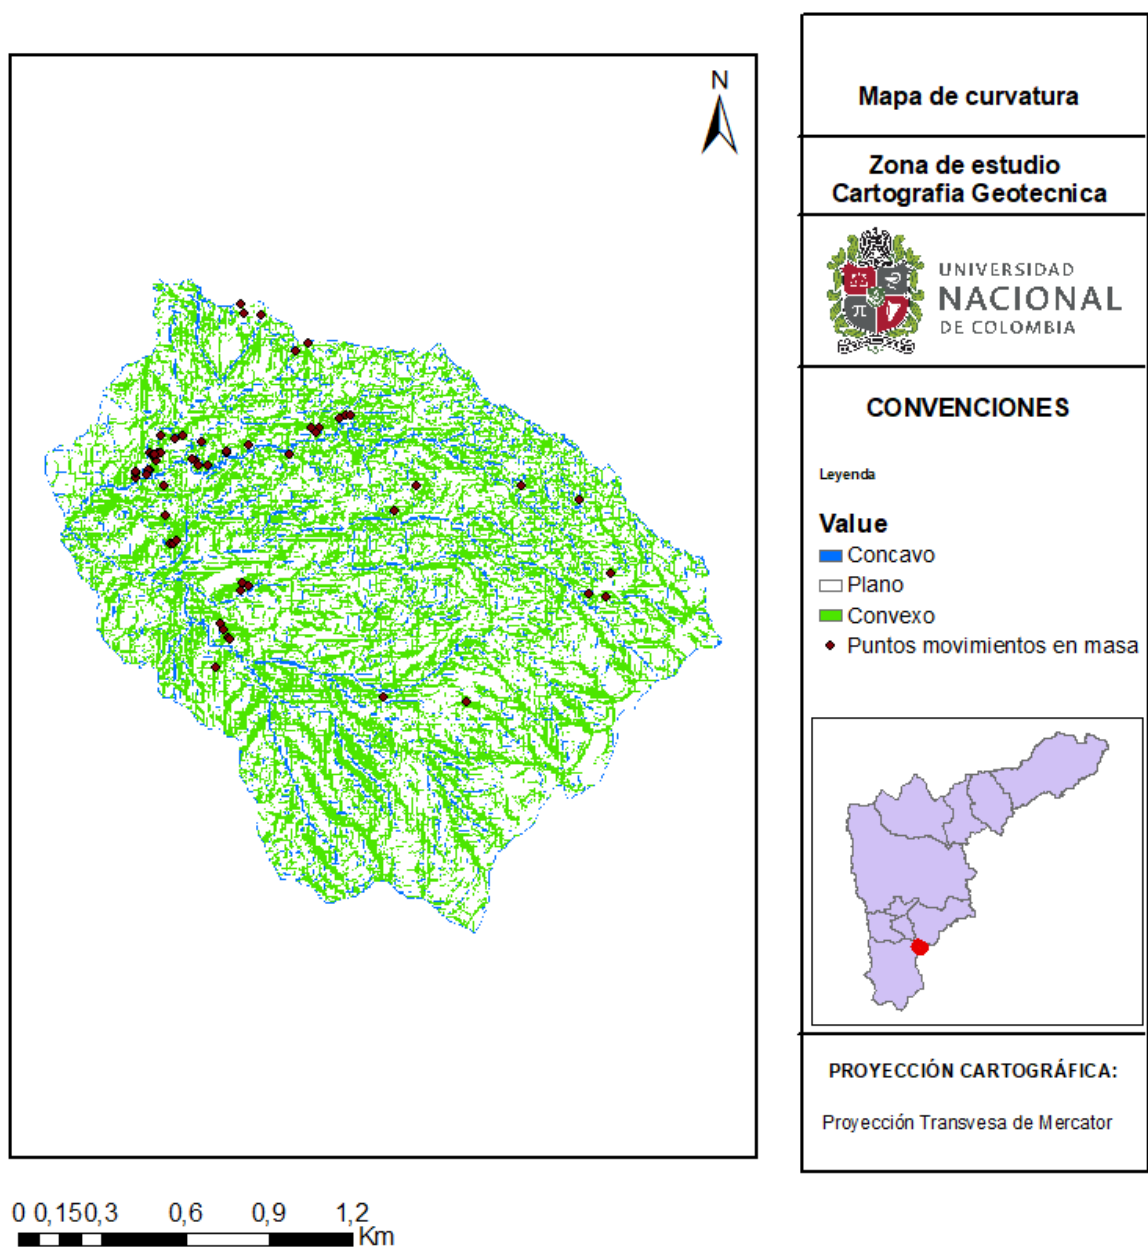 N
Mapa de curvatura
Zona de estudio
Cartografia Geotecnica
UNIVERSIDAD
NACIONAL
DE COLOMBIA
CONVENCIONES
Leyenda
Value
Concavo
Plano
Convexo
Puntos movimientos en masa
PROYECCIÓN CARTOGRÁFICA:
Proyección Transvesa de Mercator
0 0,150,3 0,6 0,9 1,2
Km